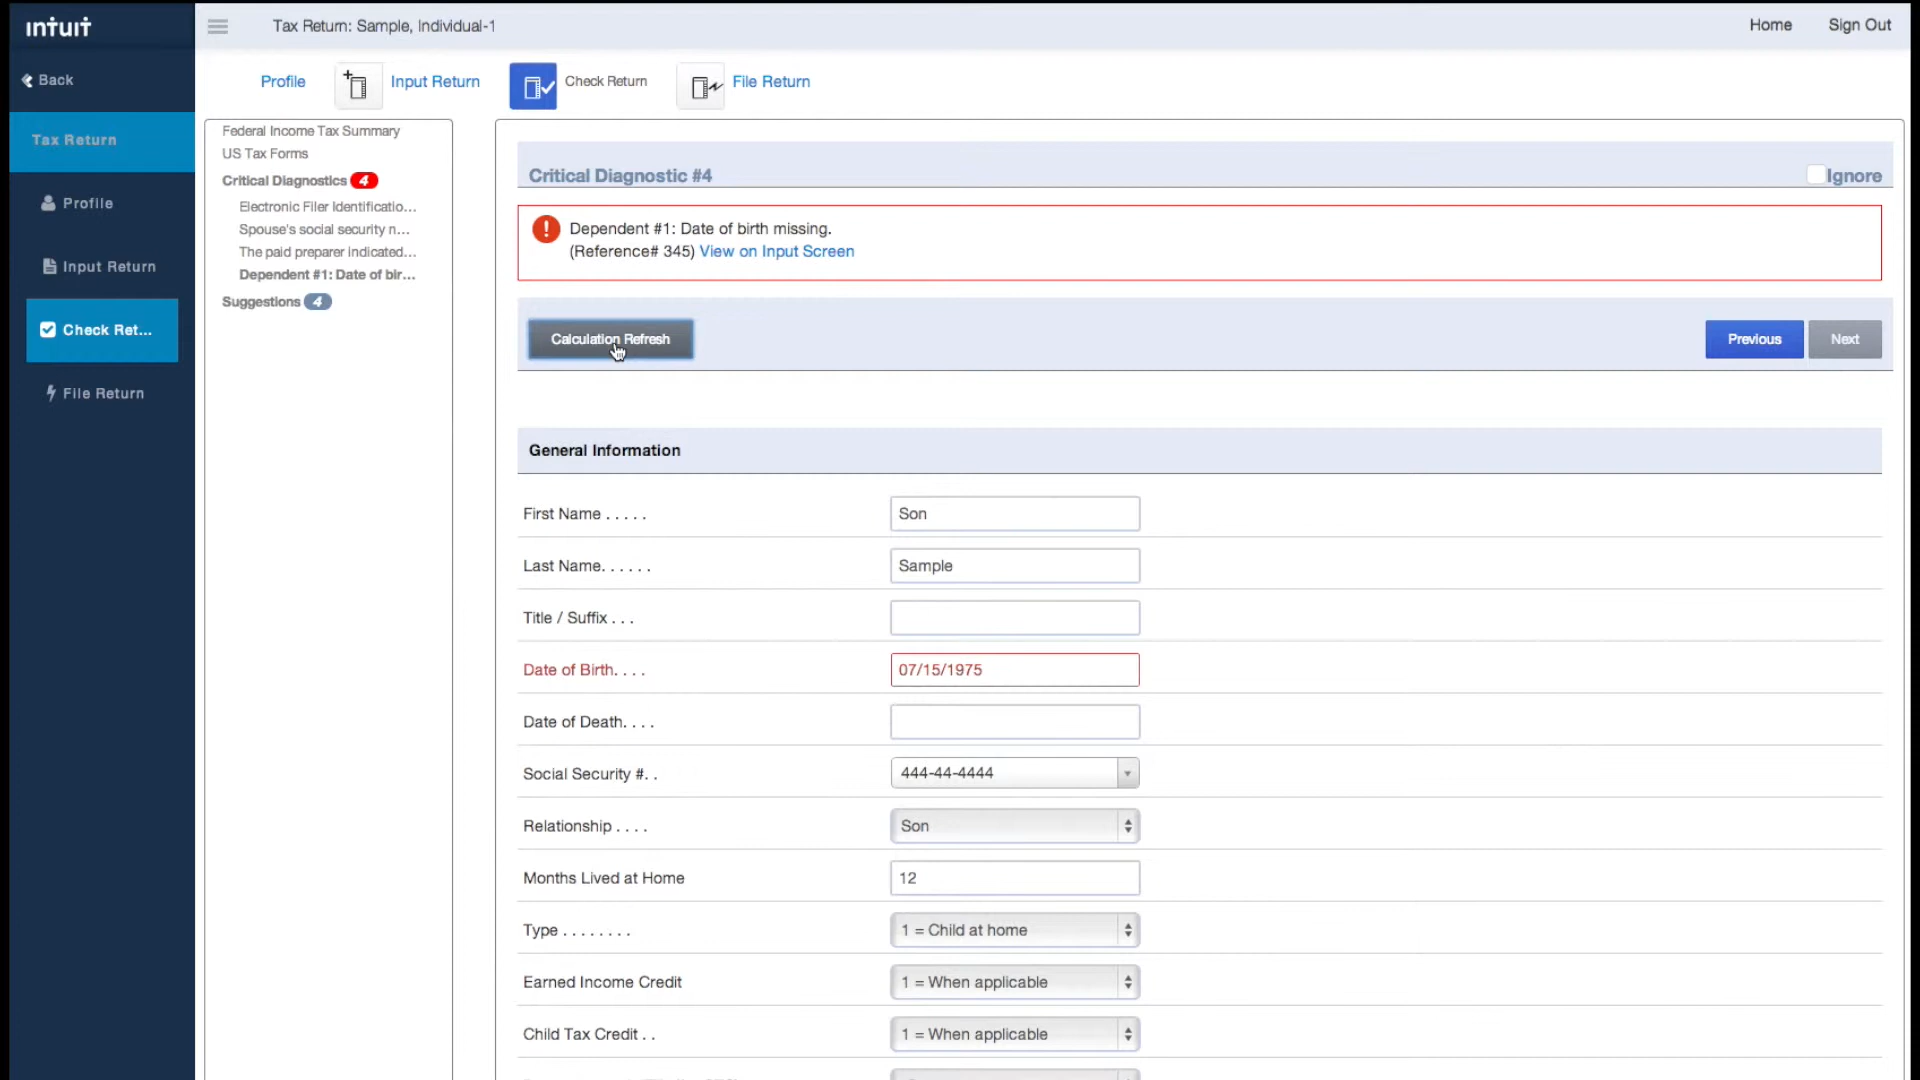 intuit
Tax Return: Sample, Individual-1
Home
Sign Out
Back
Profile
Input Return
Check Return
File Return
Tax Return
Profile
Input Return
Check Ret...
File Return
Federal Income Tax Summary
US Tax Forms
Critical Diagnostics 4
Electronic Filer Identificatio...
Spouse's social security n...
The paid preparer indicated...
Dependent #1: Date of bir...
Suggestions 4
Critical Diagnostic #4
Ignore
! Dependent #1: Date of birth missing.
(Reference# 345) View on Input Screen
Calculation Refresh
Previous
Next
General Information
First Name . . . . . Son
Last Name. . . . . . Sample
Title / Suffix . . .
Date of Birth. . . . 07/15/1975
Date of Death. . . .
Social Security #. . 444-44-4444
Relationship . . . . Son
Months Lived at Home 12
Type . . . . . . . . 1 = Child at home
Earned Income Credit 1 = When applicable
Child Tax Credit . . 1 = When applicable